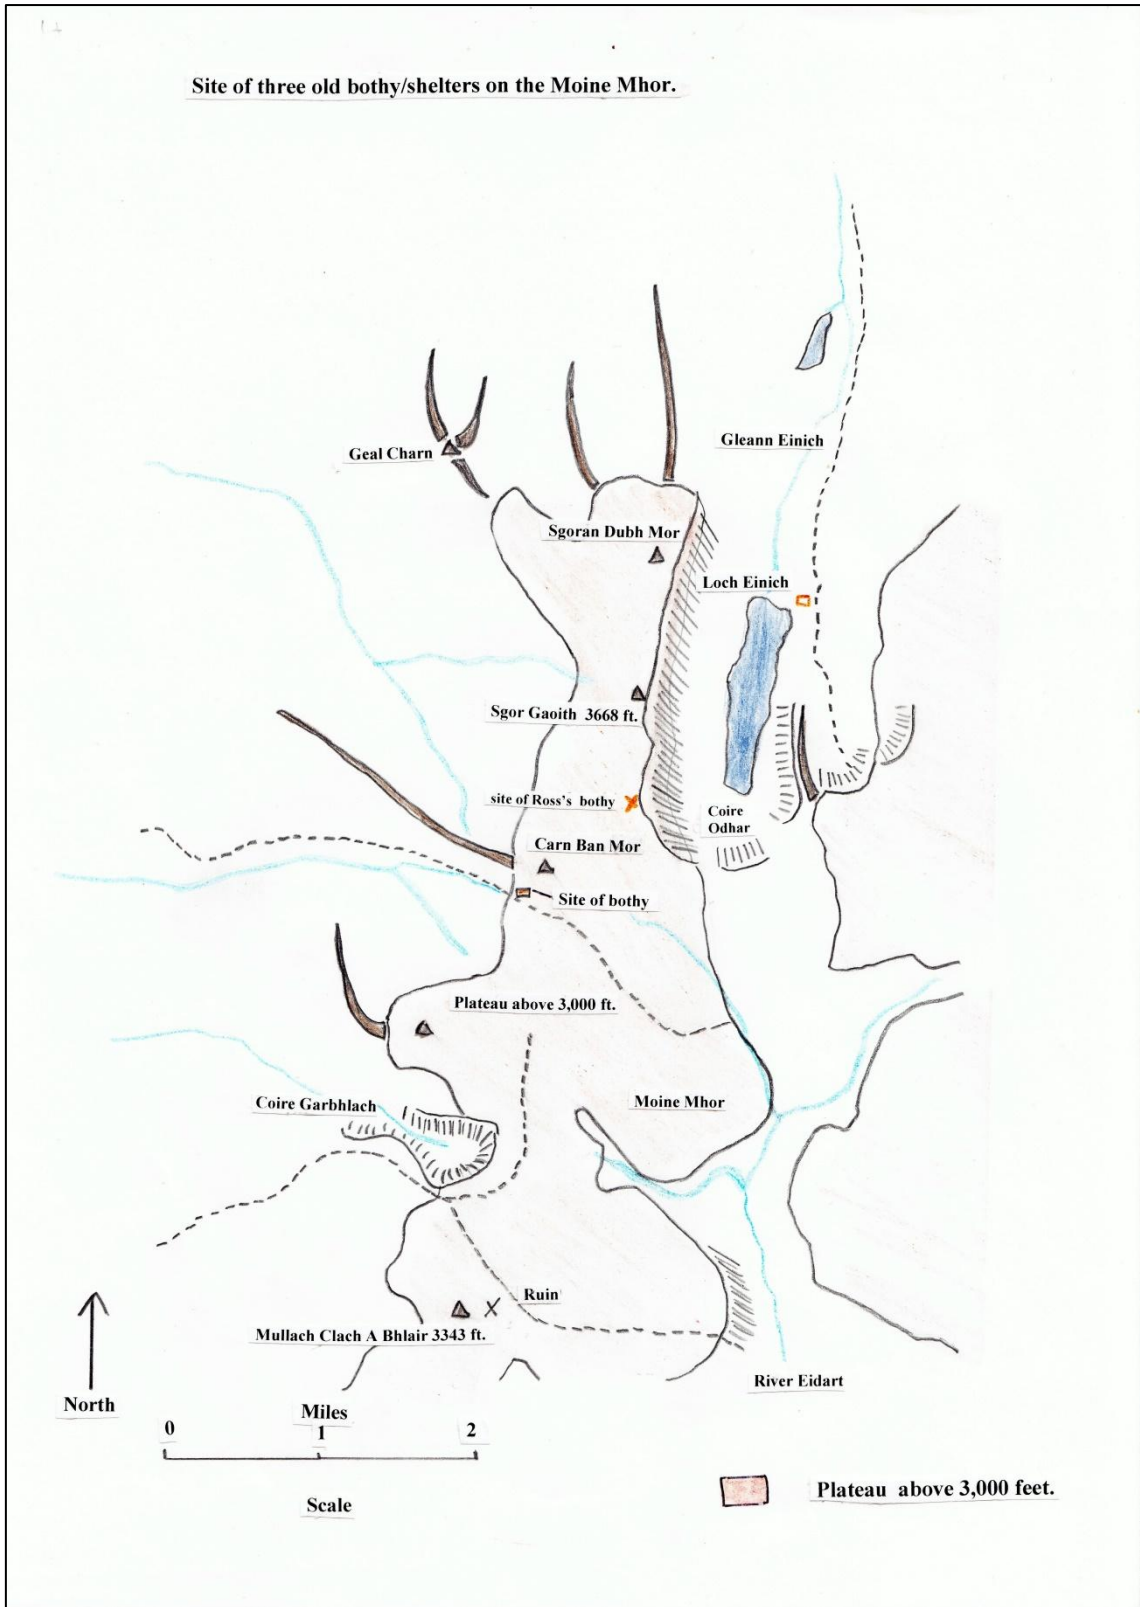 Site of three old bothy/shelters on the Moine Mhor.
Gleann Einich
Geal Charn
Sgoran Dubh Mor
Loch Einich
Sgor Gaoith 3668 ft.
site of Ross's bothy
Coire
Odhar
Carn Ban Mor
Site of bothy
Plateau above 3,000 ft.
Coire Garbhlach
Moine Mhor
Ruin
Mullach Clach A Bhlair 3343 ft.
River Eidart
North
Miles
0 1 2
Scale
Plateau above 3,000 feet.